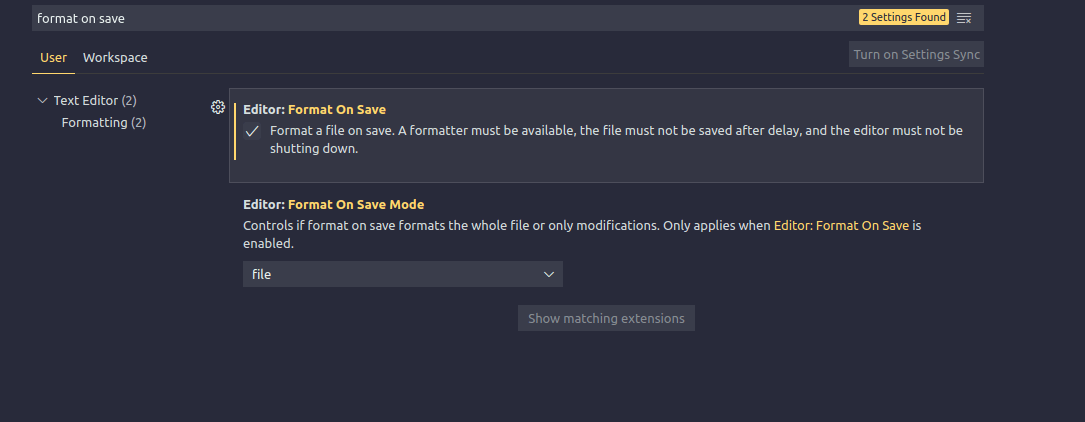 format on save
2 Settings Found
User Workspace
Turn on Settings Sync
Text Editor (2)
Formatting (2)
Editor: Format On Save
Format a file on save. A formatter must be available, the file must not be saved after delay, and the editor must not be
shutting down.
Editor: Format On Save Mode
Controls if format on save formats the whole file or only modifications. Only applies when Editor: Format On Save is
enabled.
file
Show matching extensions